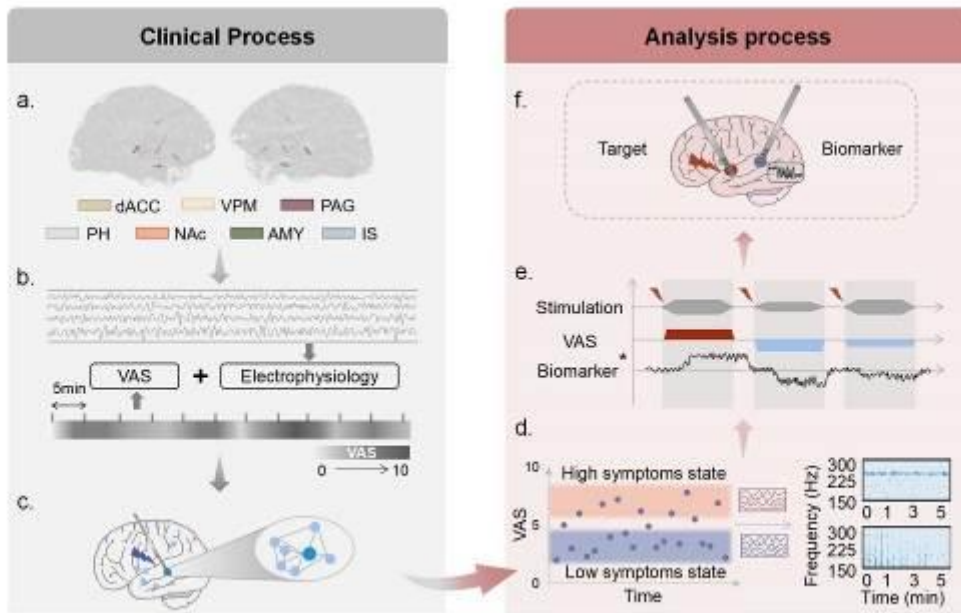 Clinical Process
a.
dACC VPM PAG
PH NAc AMY IS
b.
VAS + Electrophysiology
5min
VAS
0 10
c.
Analysis process
f.
Target Biomarker
e.
Stimulation
VAS
Biomarker *
d.
10
High symptoms state
VAS
5
Low symptoms state
0
Time
Frequency (Hz)
300
225
150
0 1 3 5
300
225
150
0 1 3 5
Time (min)